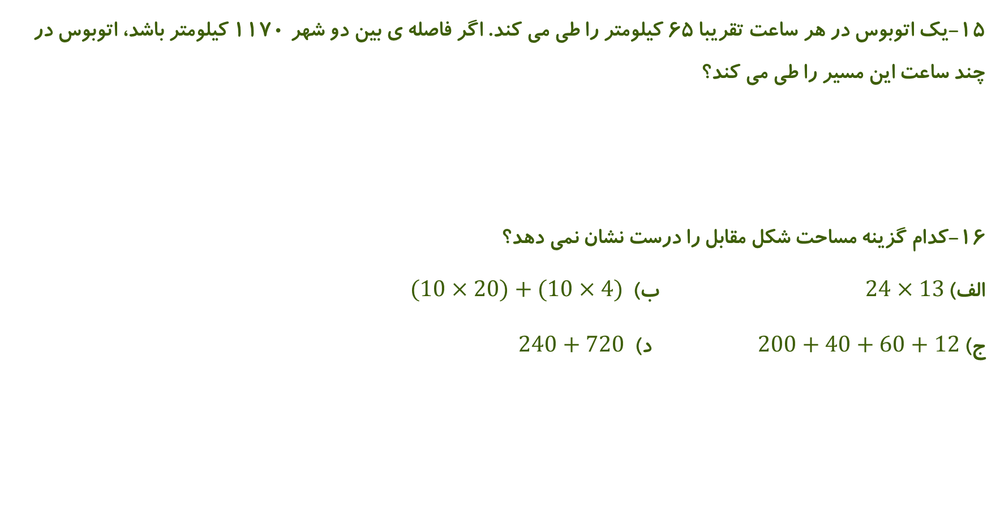 ۱۵-یک اتوبوس در هر ساعت تقریبا ۶۵ کیلومتر را طی می کند. اگر فاصله ی بین دو شهر ۱۱۷۰ کیلومتر باشد، اتوبوس در
چند ساعت این مسیر را طی می کند؟
۱۶-کدام گزینه مساحت شکل مقابل را درست نشان نمی دهد؟
الف) 24 × 13 ب) (10 × 20) + (10 × 4)
ج) 200 + 40 + 60 + 12 د) 240 + 720